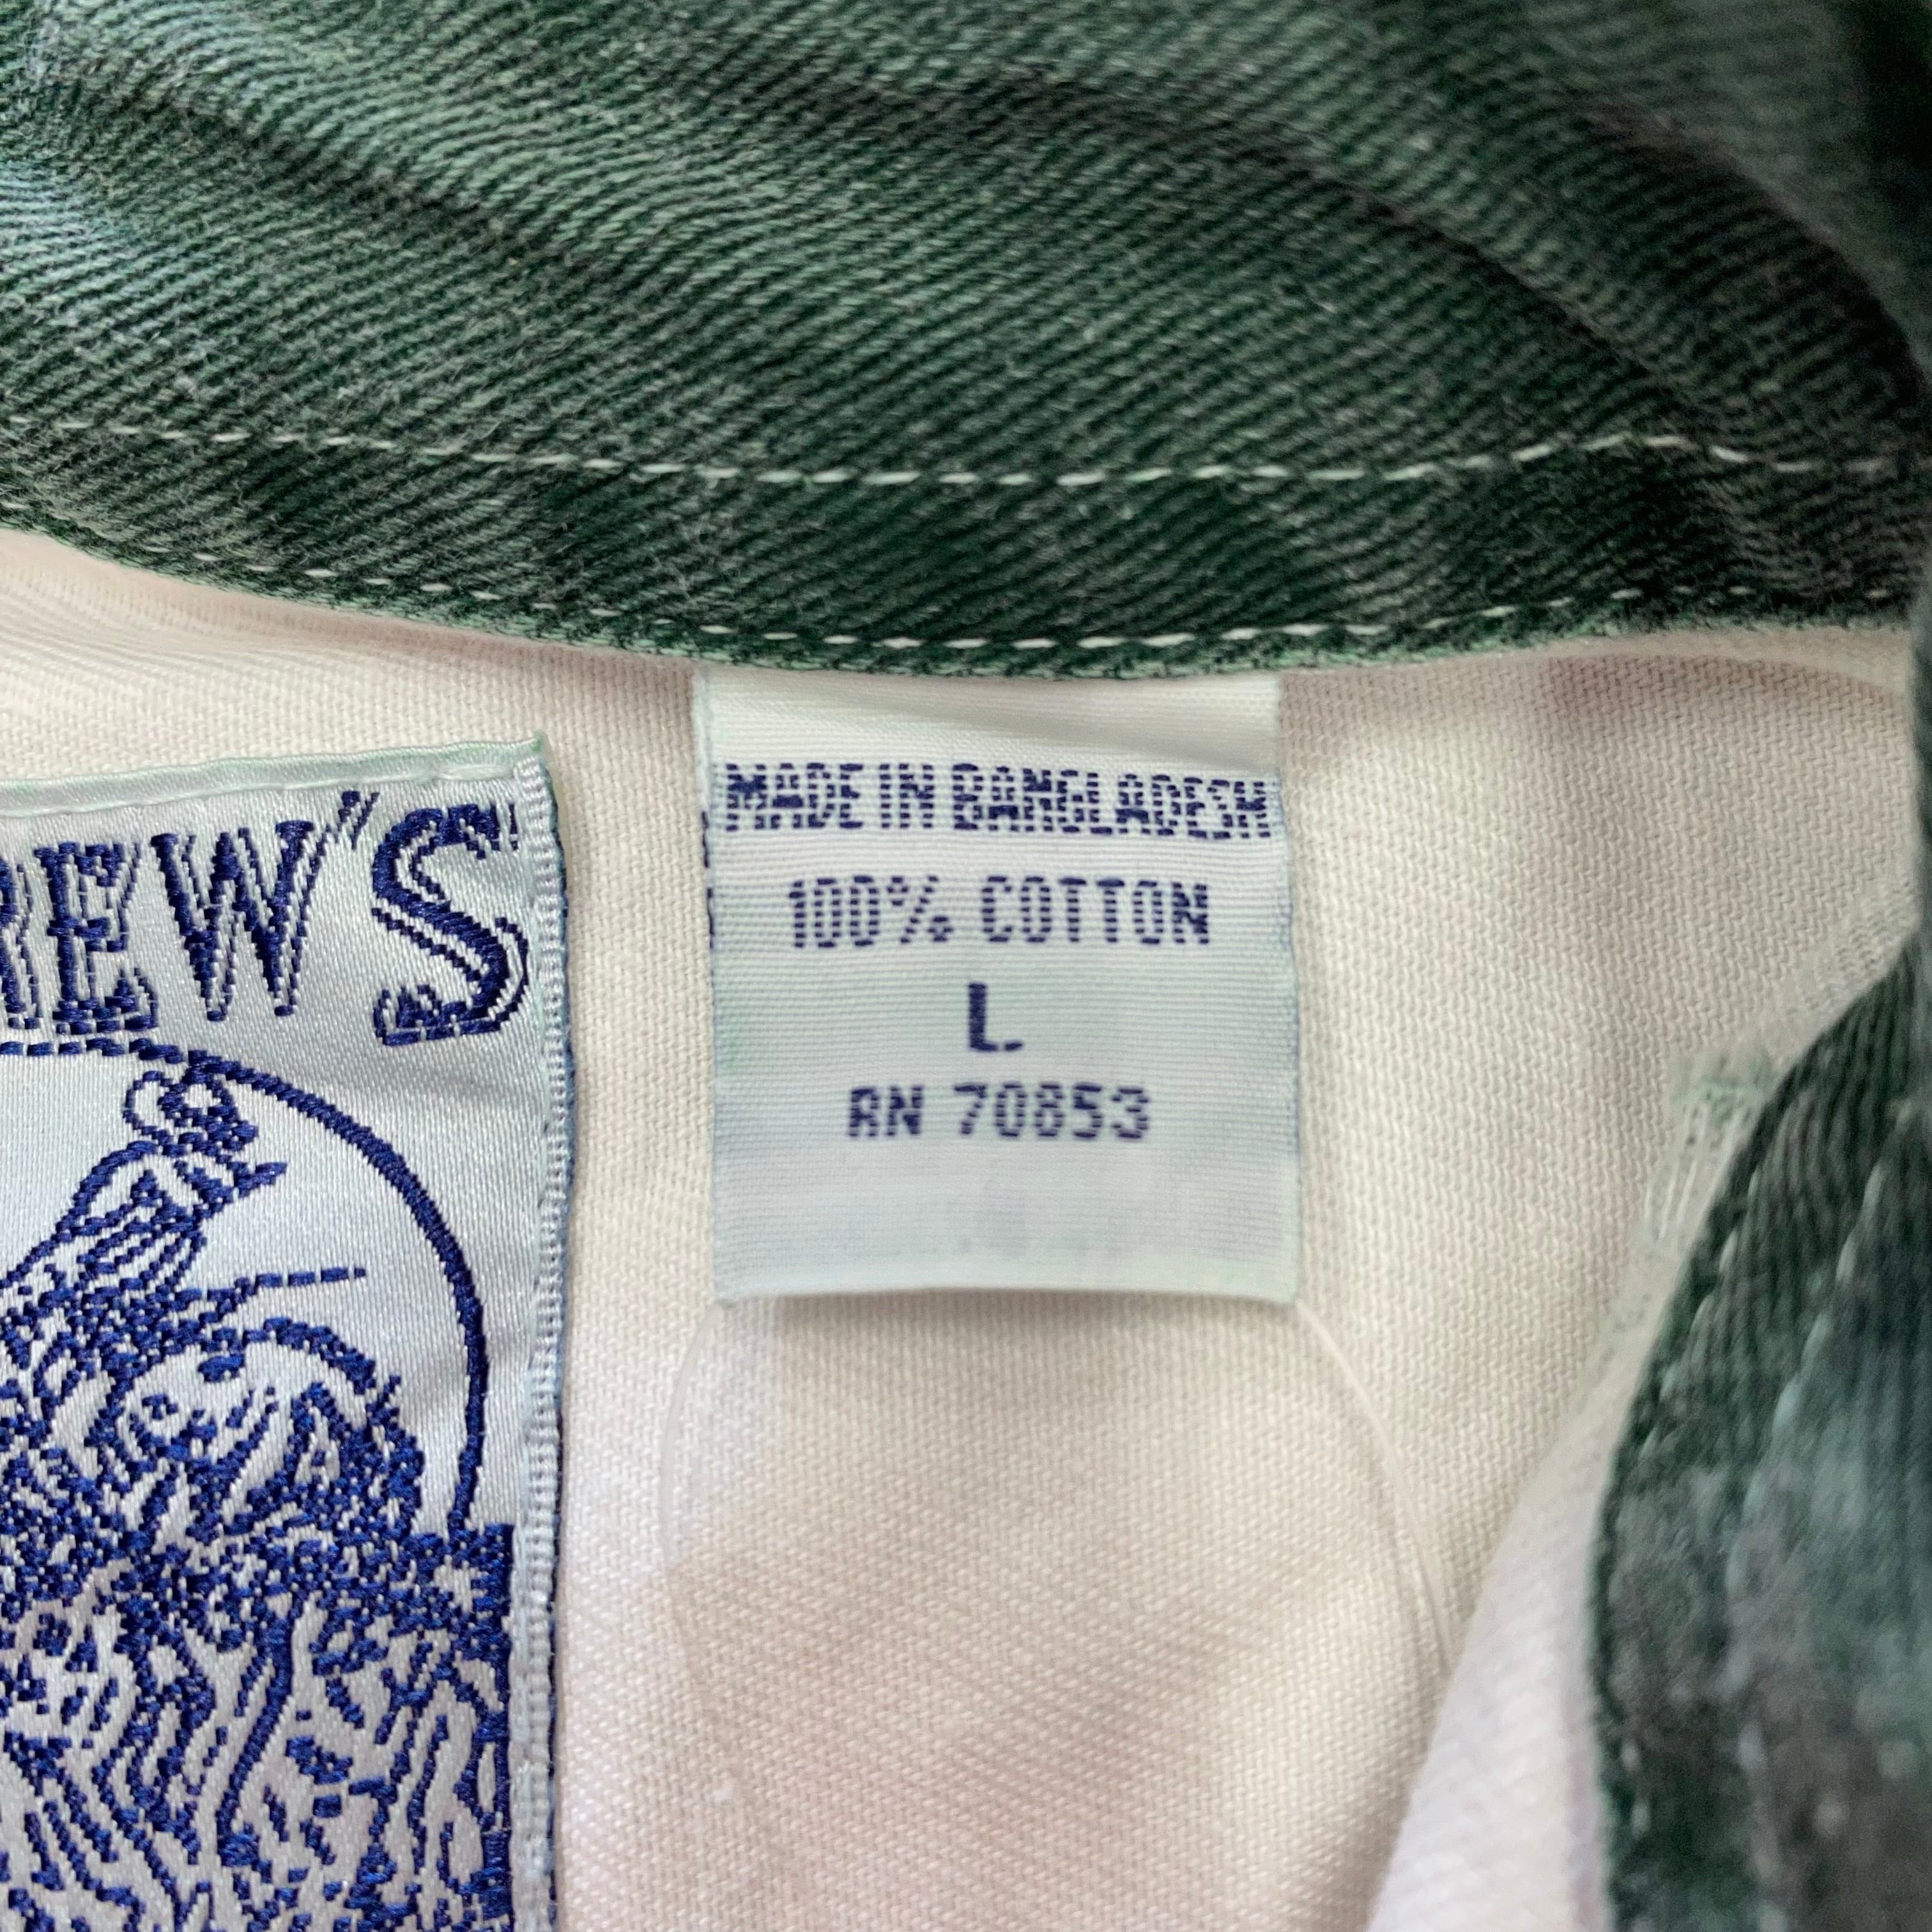 REW'S
MADE IN BANGLADESH
100% COTTON
L
RN 70853